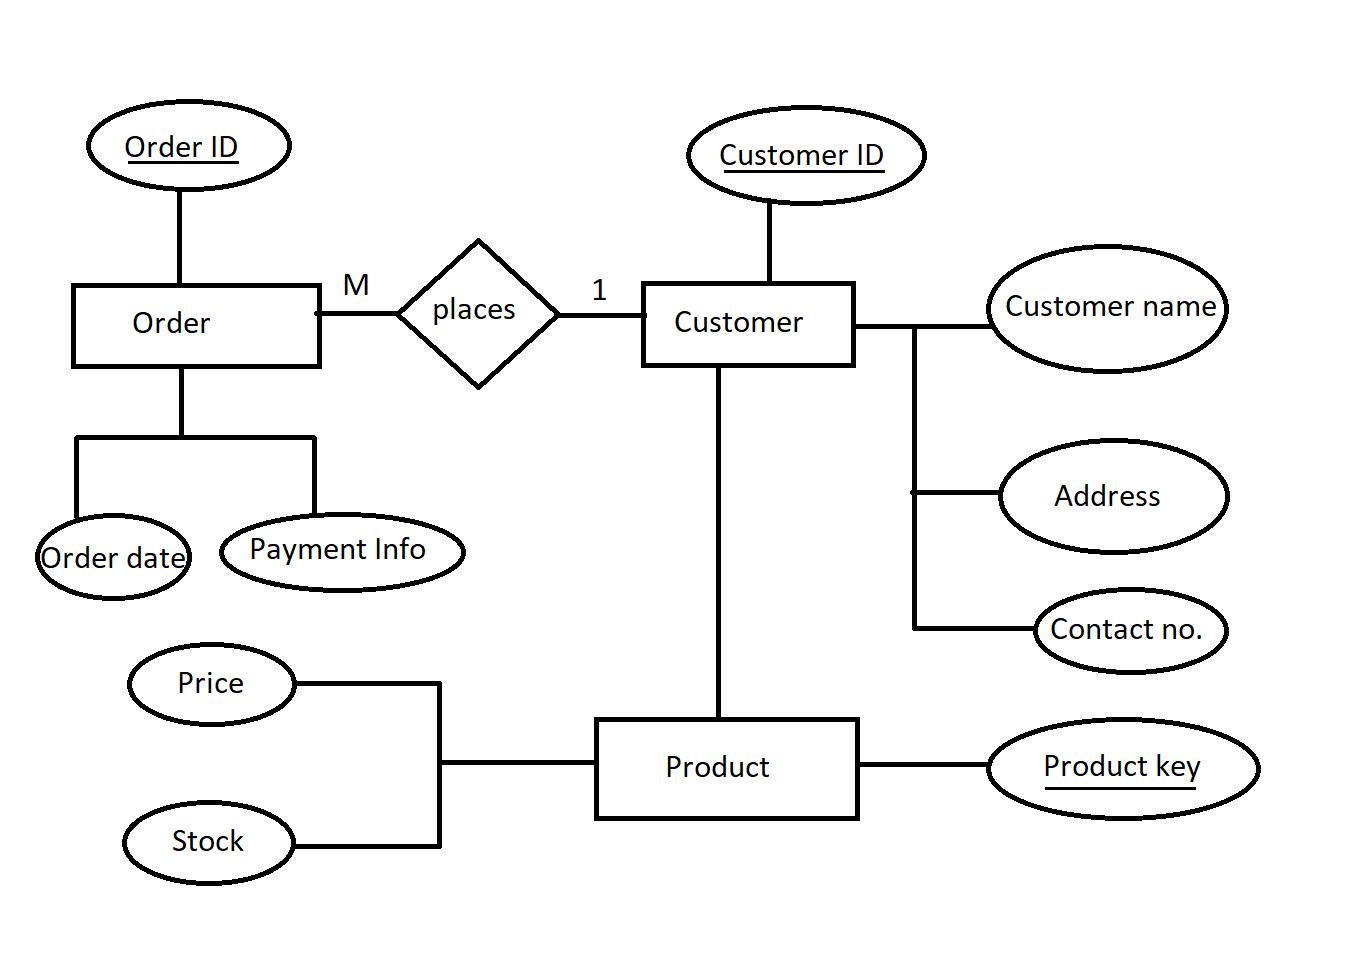 Order ID
Customer ID
M
places
1
Order
Customer
Customer name
Address
Order date
Payment Info
Contact no.
Price
Product
Product key
Stock